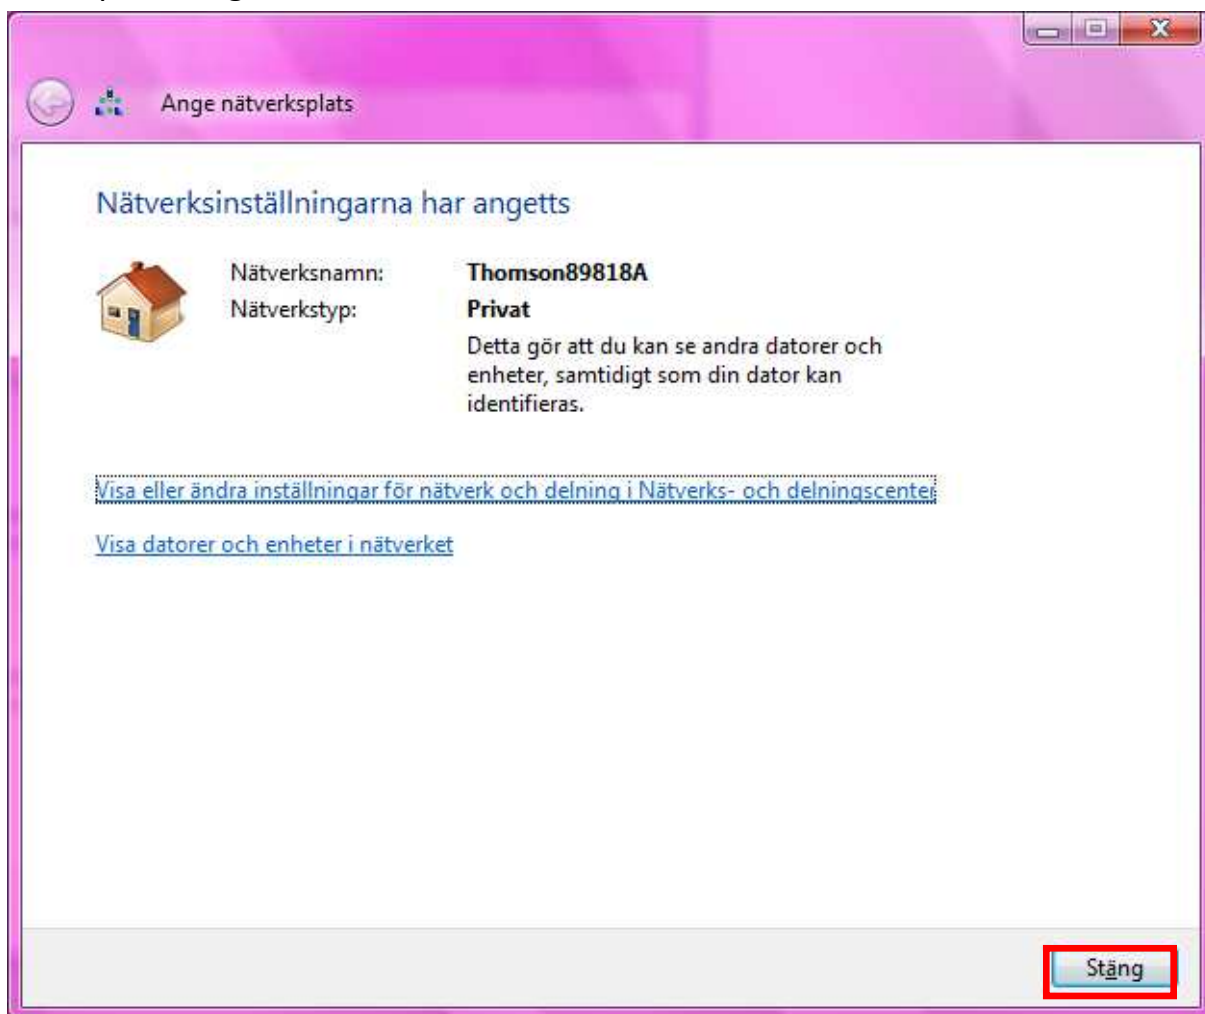 Ange nätverksplats
Nätverksinställningarna har angetts
Nätverksnamn: Thomson89818A
Nätverkstyp: Privat
Detta gör att du kan se andra datorer och
enheter, samtidigt som din dator kan
identifieras.
Visa eller ändra inställningar för nätverk och delning i Nätverks- och delningscenter
Visa datorer och enheter i nätverket
Stäng